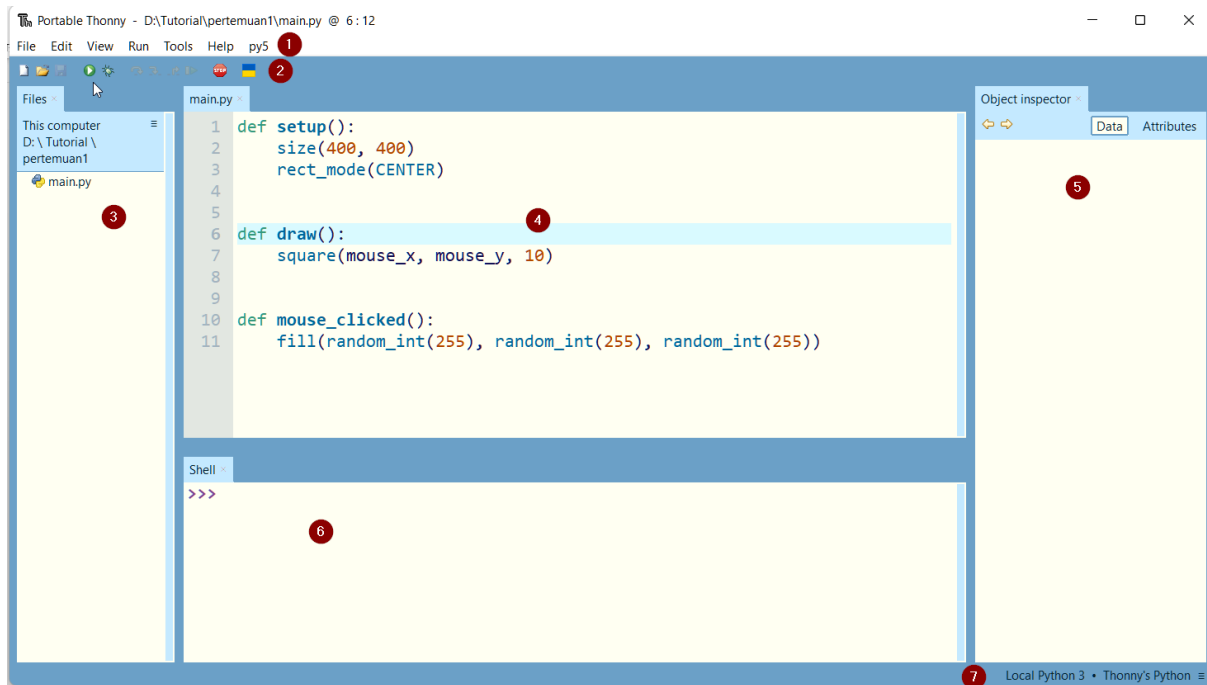 Portable Thonny - D:\Tutorial\pertemuan1\main.py @ 6 : 12
File Edit View Run Tools Help py5 1
STOP 2
Files
This computer
D: \ Tutorial \
pertemuan1
main.py
3
main.py
1 def setup():
2     size(400, 400)
3     rect_mode(CENTER)
4
5
6 def draw():
7     square(mouse_x, mouse_y, 10)
8
9
10 def mouse_clicked():
11     fill(random_int(255), random_int(255), random_int(255))
4
Object inspector
Data Attributes
5
Shell
>>>
6
7 Local Python 3 • Thonny's Python ≡